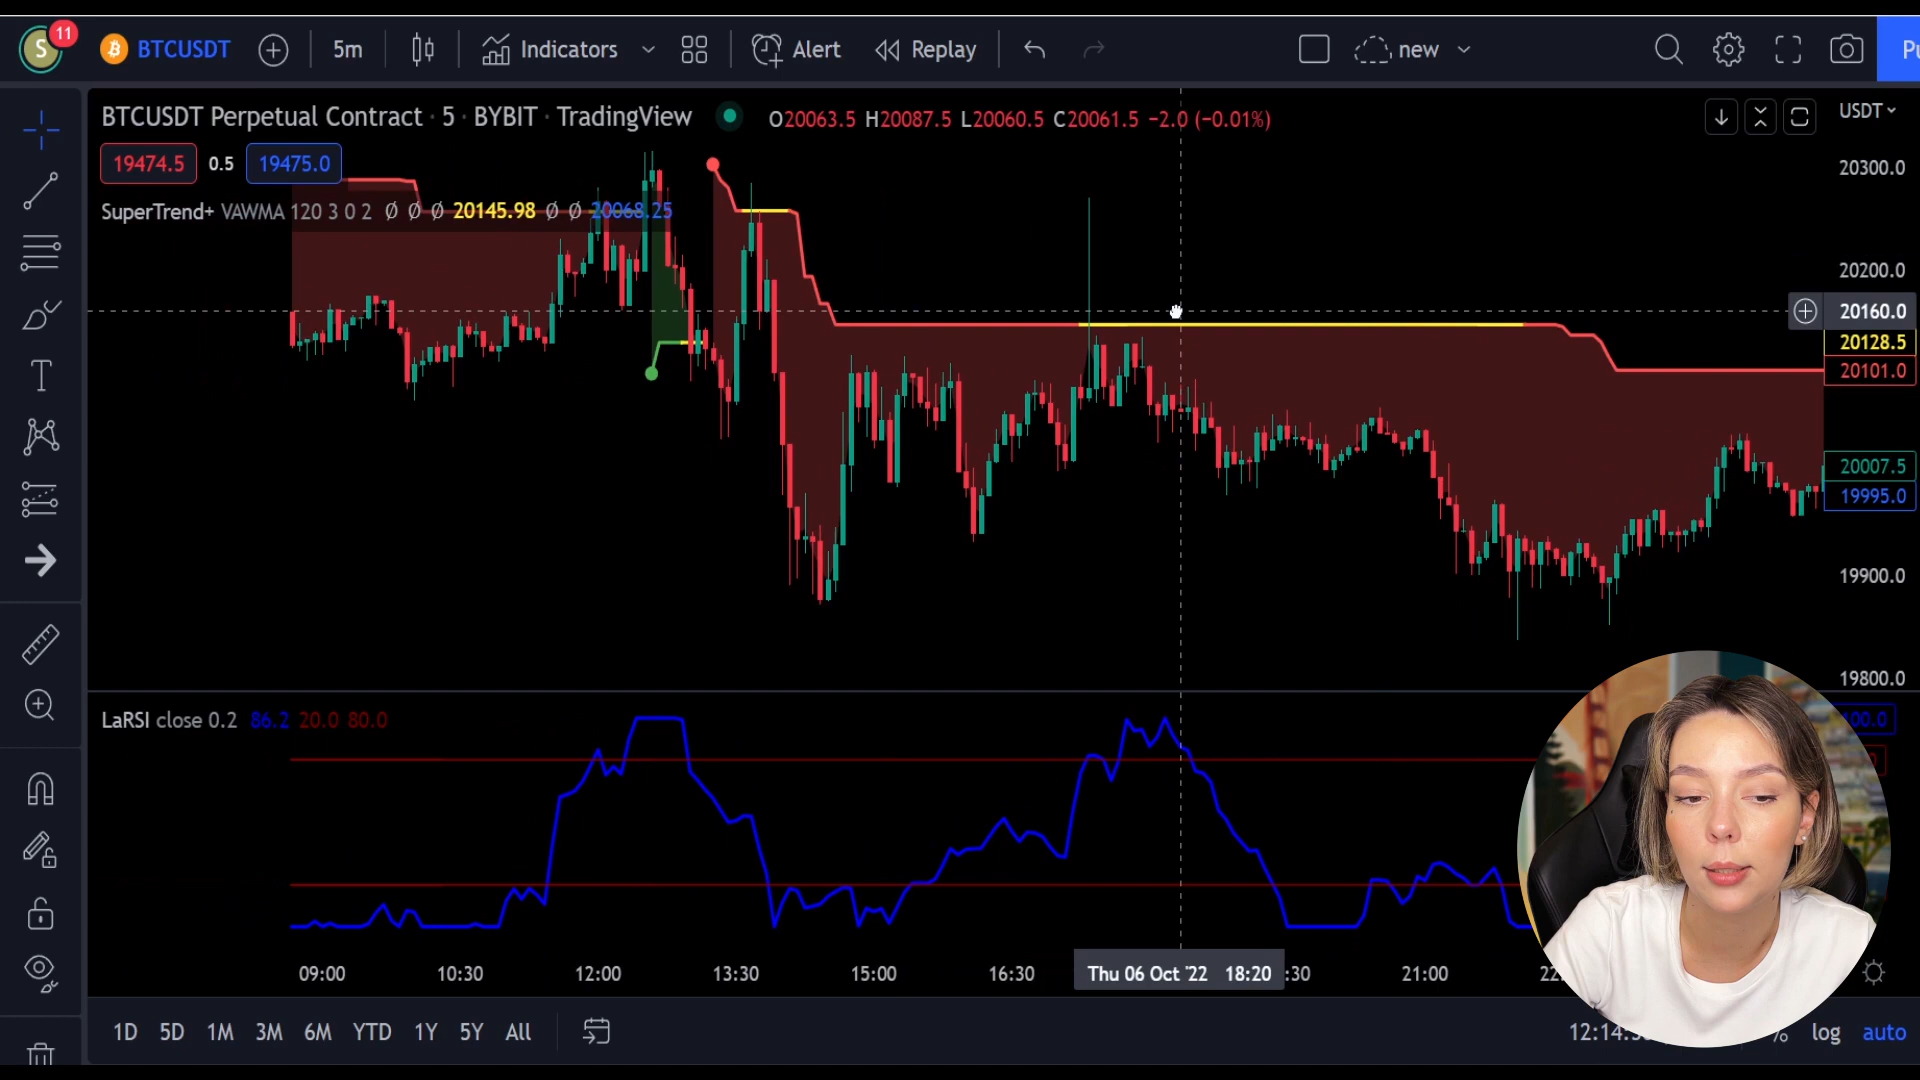 S 11 BTCUSDT 5m Indicators Alert Replay new Pu
BTCUSDT Perpetual Contract · 5 · BYBIT · TradingView O20063.5 H20087.5 L20060.5 C20061.5 −2.0 (−0.01%) USDT
19474.5 0.5 19475.0
SuperTrend+ VAWMA 120 3 0 2 Ø Ø Ø 20145.98 Ø Ø 20068.25
20300.0
20200.0
20160.0
20128.5
20101.0
20007.5
19995.0
19900.0
19800.0
LaRSI close 0.2 86.2 20.0 80.0
09:00 10:30 12:00 13:30 15:00 16:30 Thu 06 Oct '22 18:20 :30 21:00
1D 5D 1M 3M 6M YTD 1Y 5Y All 12:14: % log auto